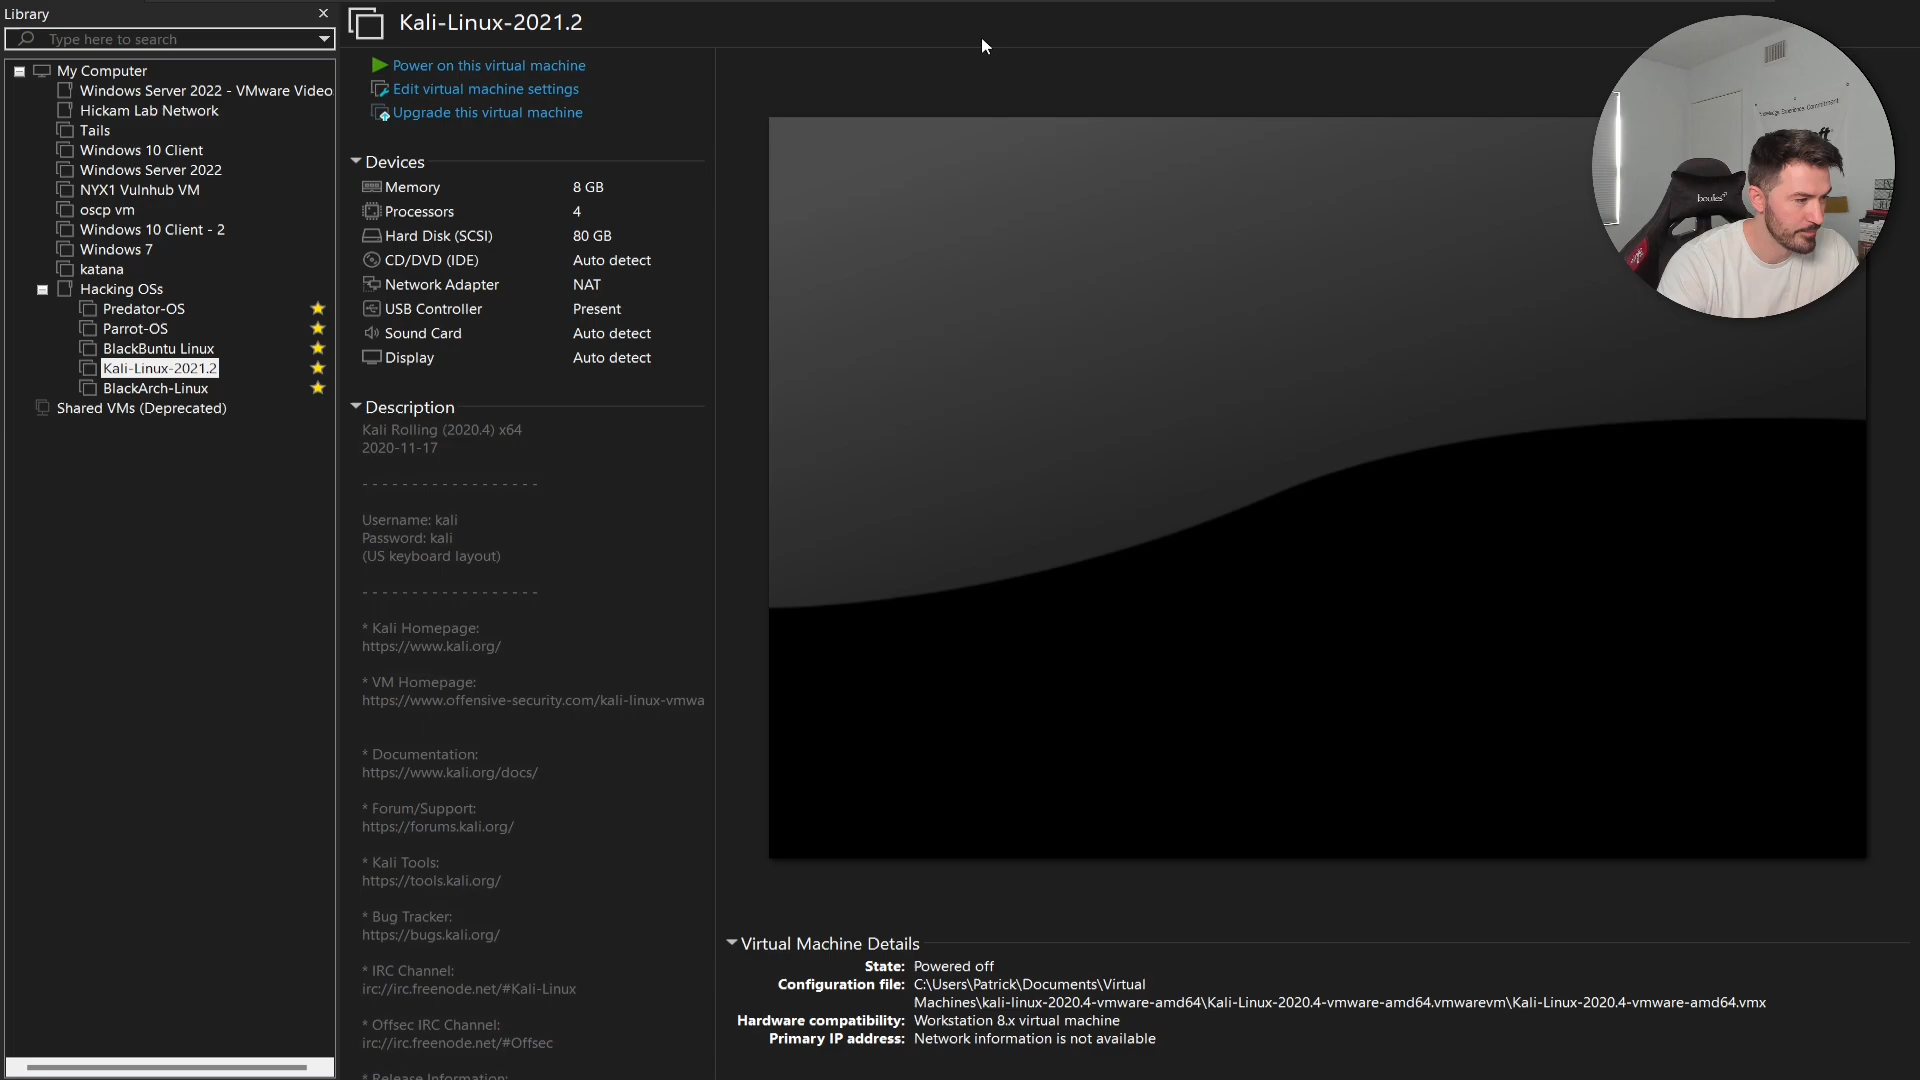 Library
Type here to search
My Computer
Windows Server 2022 - VMware Video
Hickam Lab Network
Tails
Windows 10 Client
Windows Server 2022
NYX1 Vulnhub VM
oscp vm
Windows 10 Client - 2
Windows 7
katana
Hacking OSs
Predator-OS
Parrot-OS
BlackBuntu Linux
Kali-Linux-2021.2
BlackArch-Linux
Shared VMs (Deprecated)
Kali-Linux-2021.2
Power on this virtual machine
Edit virtual machine settings
Upgrade this virtual machine
Devices
Memory 8 GB
Processors 4
Hard Disk (SCSI) 80 GB
CD/DVD (IDE) Auto detect
Network Adapter NAT
USB Controller Present
Sound Card Auto detect
Display Auto detect
Description
Kali Rolling (2020.4) x64
2020-11-17
- - - - - - - - - - - - - - - - - -
Username: kali
Password: kali
(US keyboard layout)
- - - - - - - - - - - - - - - - - -
* Kali Homepage:
https://www.kali.org/
* VM Homepage:
https://www.offensive-security.com/kali-linux-vmwa
* Documentation:
https://www.kali.org/docs/
* Forum/Support:
https://forums.kali.org/
* Kali Tools:
https://tools.kali.org/
* Bug Tracker:
https://bugs.kali.org/
* IRC Channel:
irc://irc.freenode.net/#Kali-Linux
* Offsec IRC Channel:
irc://irc.freenode.net/#Offsec
* Release Information:
Virtual Machine Details
State: Powered off
Configuration file: C:\Users\Patrick\Documents\Virtual
Machines\kali-linux-2020.4-vmware-amd64\Kali-Linux-2020.4-vmware-amd64.vmwarevm\Kali-Linux-2020.4-vmware-amd64.vmx
Hardware compatibility: Workstation 8.x virtual machine
Primary IP address: Network information is not available